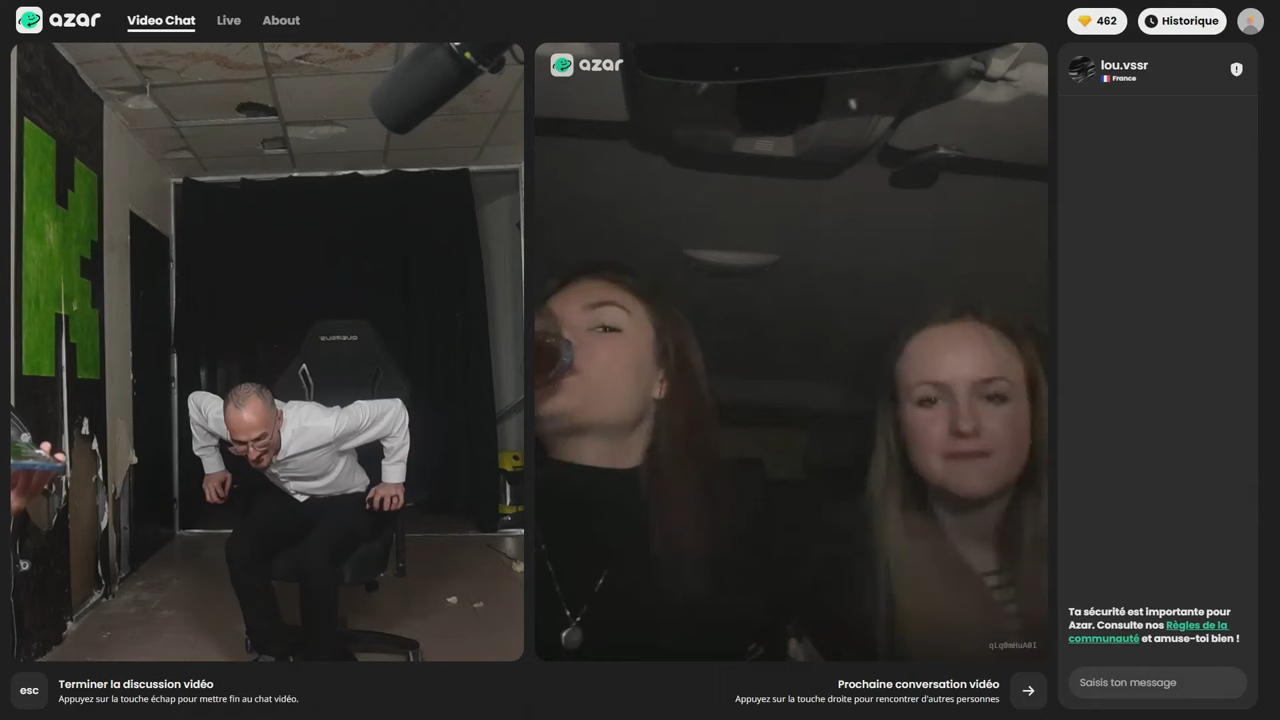 azar
Video Chat
Live
About
462
Historique
azar
lou.vssr
France
qLq0mHuA0I
Ta sécurité est importante pour
Azar. Consulte nos Règles de la
communauté et amuse-toi bien !
Saisis ton message
esc
Terminer la discussion vidéo
Appuyez sur la touche échap pour mettre fin au chat vidéo.
Prochaine conversation vidéo
Appuyez sur la touche droite pour rencontrer d'autres personnes